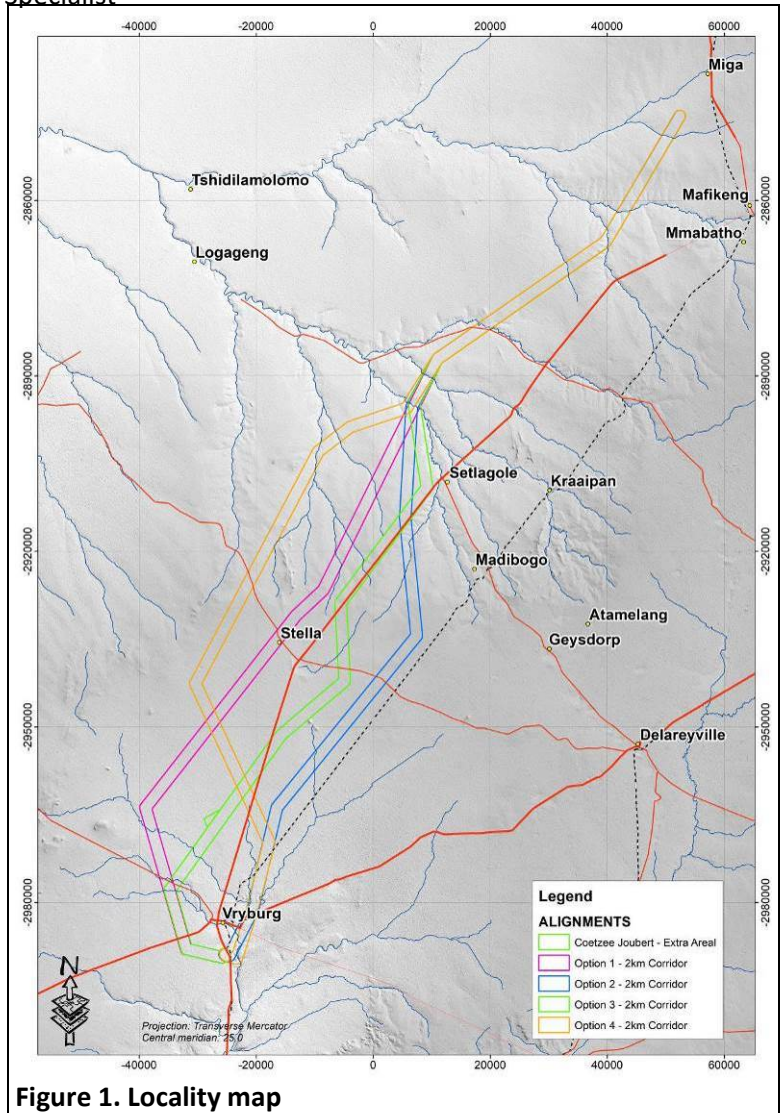 Specialist
-40000 -20000 0 20000 40000 60000
Miga
Tshidilamolomo
-2860000 -2860000
Mafikeng
Mmabatho
Logageng
-2890000 -2890000
Setlagole
Kraaipan
-2920000 -2920000
Madibogo
Atamelang
Stella
Geysdorp
-2950000 -2950000
Delareyville
-2980000 -2980000
Vryburg
Legend
ALIGNMENTS
Coetzee Joubert - Extra Areal
Option 1 - 2km Corridor
Option 2 - 2km Corridor
Option 3 - 2km Corridor
Option 4 - 2km Corridor
N
Projection: Transverse Mercator
Central meridian: 25.0
-40000 -20000 0 20000 40000 60000
Figure 1. Locality map